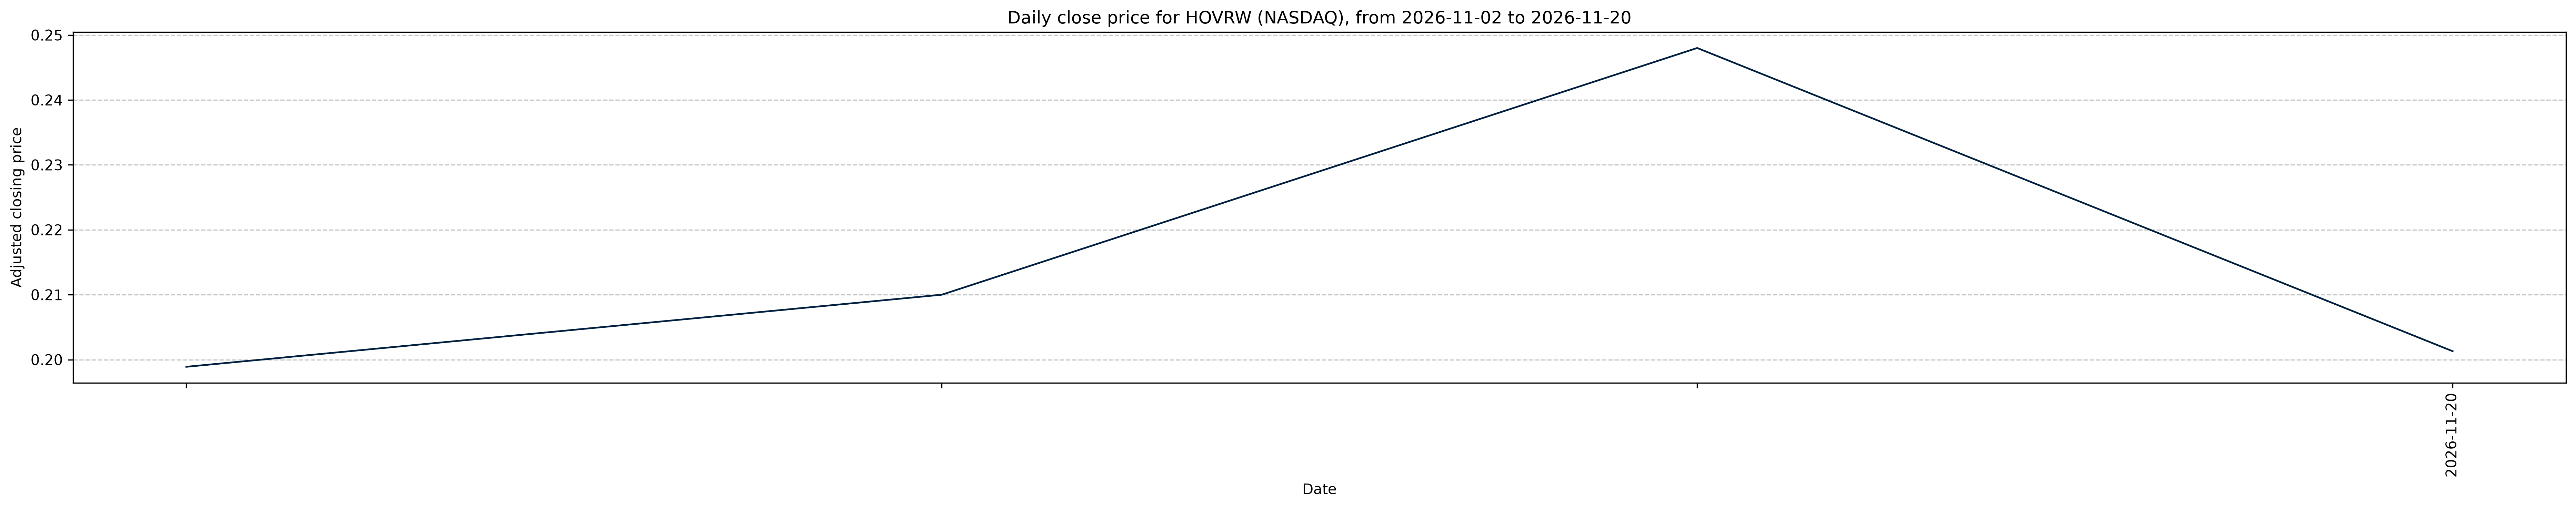 Daily close price for HOVRW (NASDAQ), from 2026-11-02 to 2026-11-20
Adjusted closing price
0.25
0.24
0.23
0.22
0.21
0.20
2026-11-20
Date